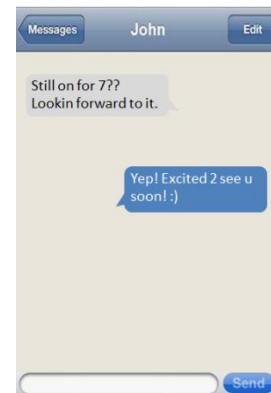 Messages John Edit
Still on for 7??
Lookin forward to it.
Yep! Excited 2 see u
soon! :)
Send